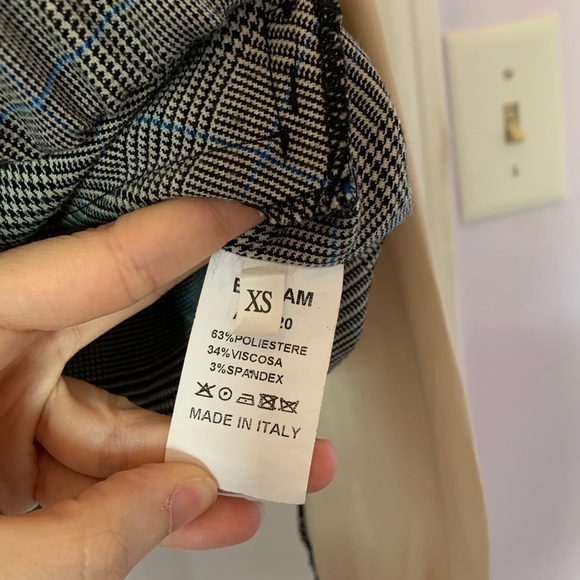 XS
63%POLIESTERE
34%VISCOSA
3%SPANDEX
MADE IN ITALY